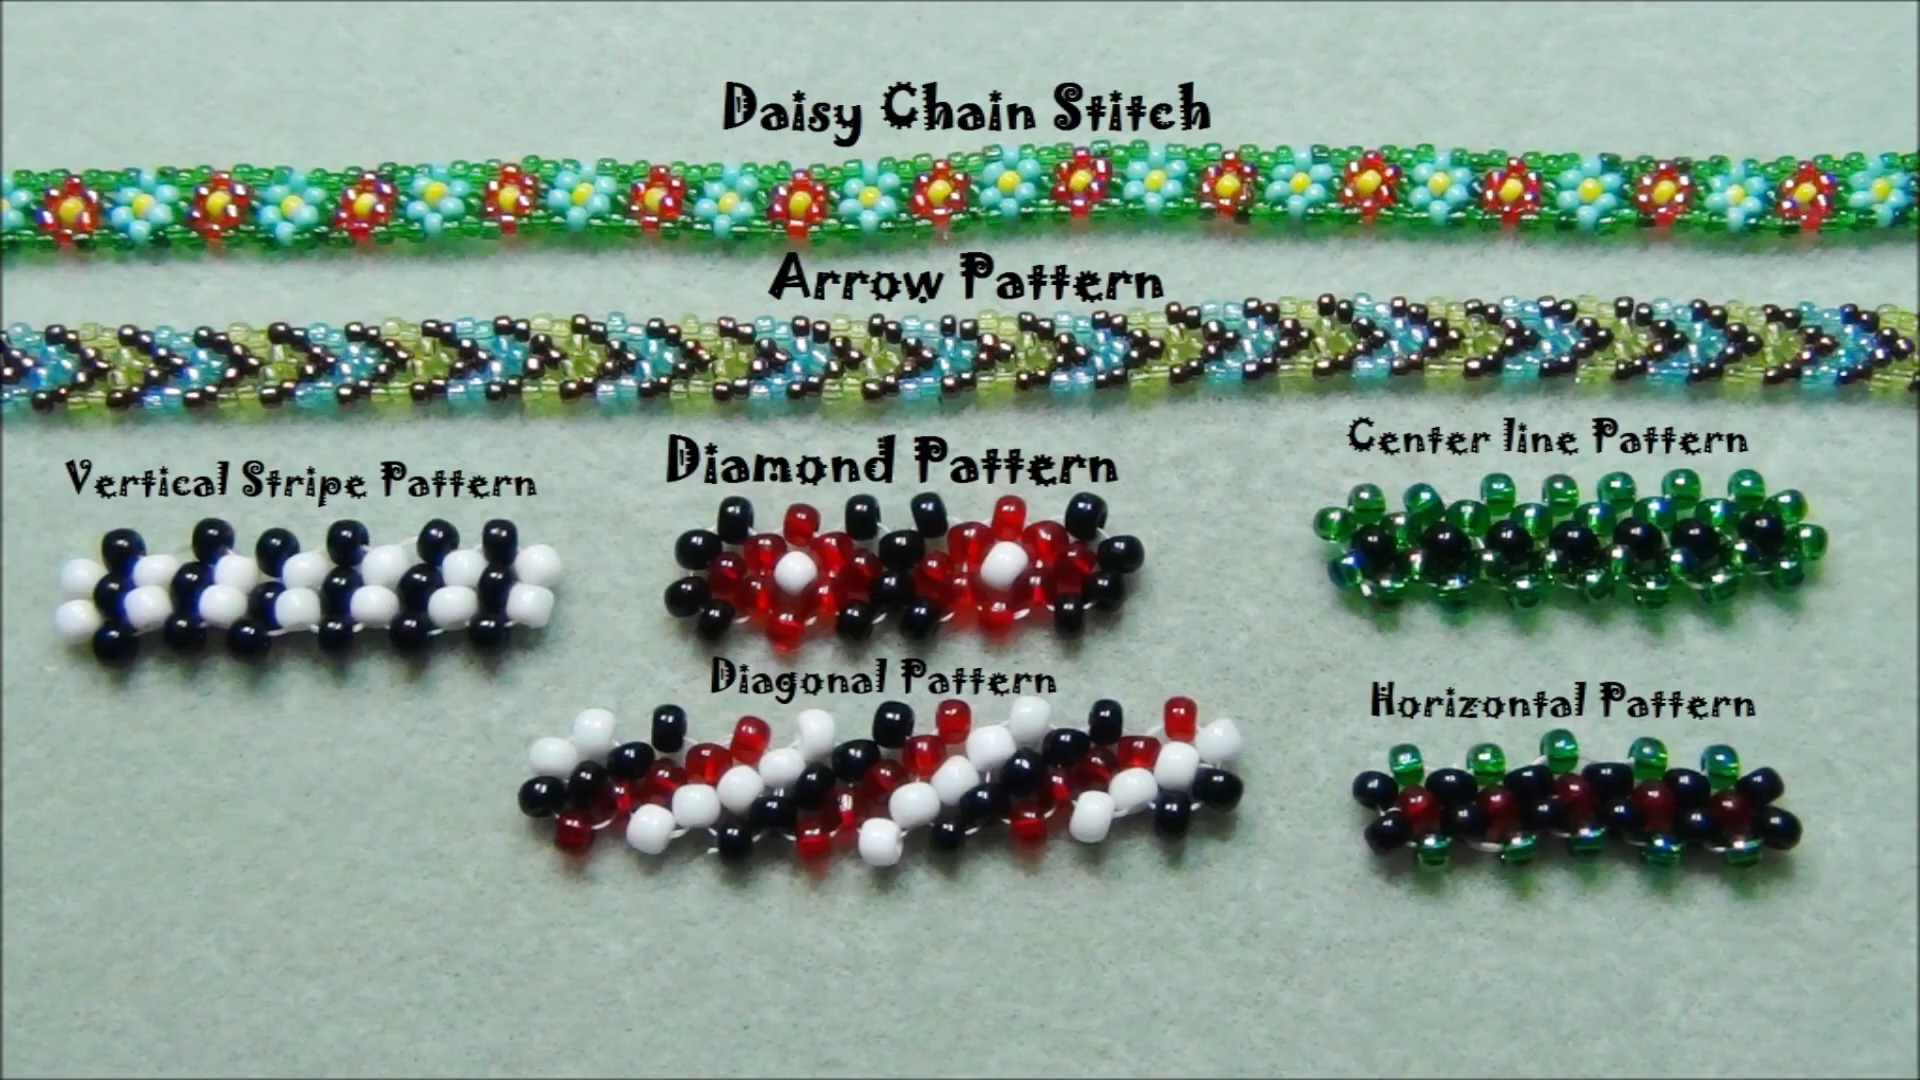 Daisy Chain Stitch
Arrow Pattern
Vertical Stripe Pattern
Diamond Pattern
Center line Pattern
Diagonal Pattern
Horizontal Pattern